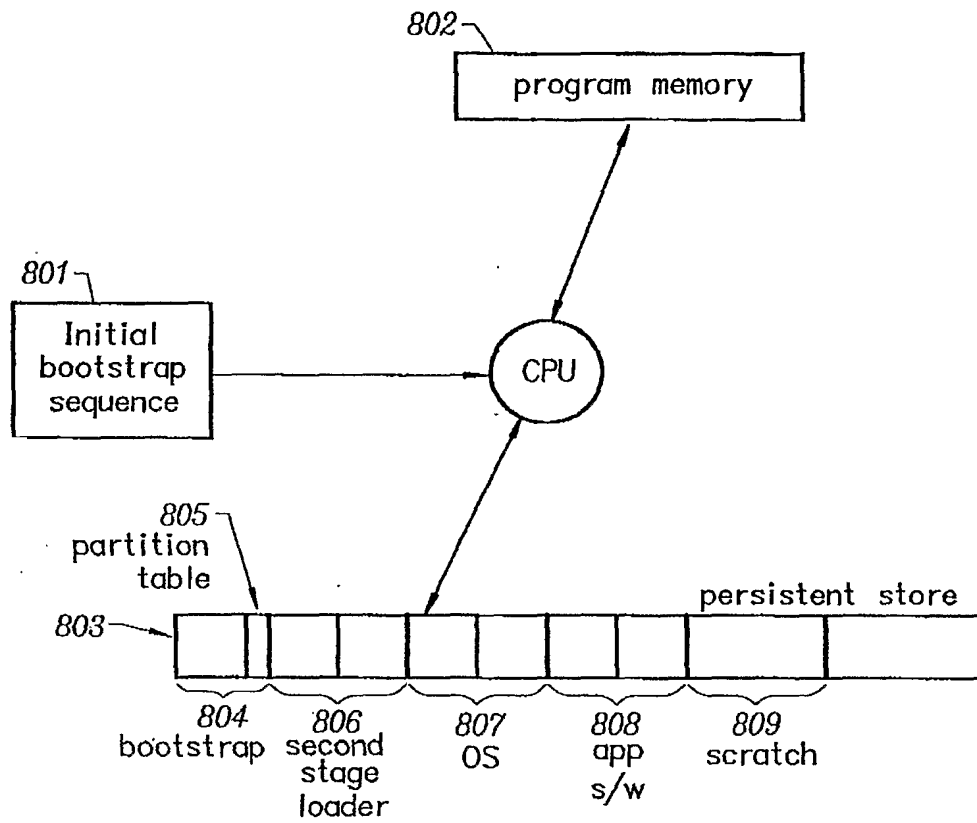 802
program memory
801
Initial
bootstrap
sequence
CPU
805
partition
table
persistent store
803
804
bootstrap
806
second
stage
loader
807
OS
808
app
s/w
809
scratch